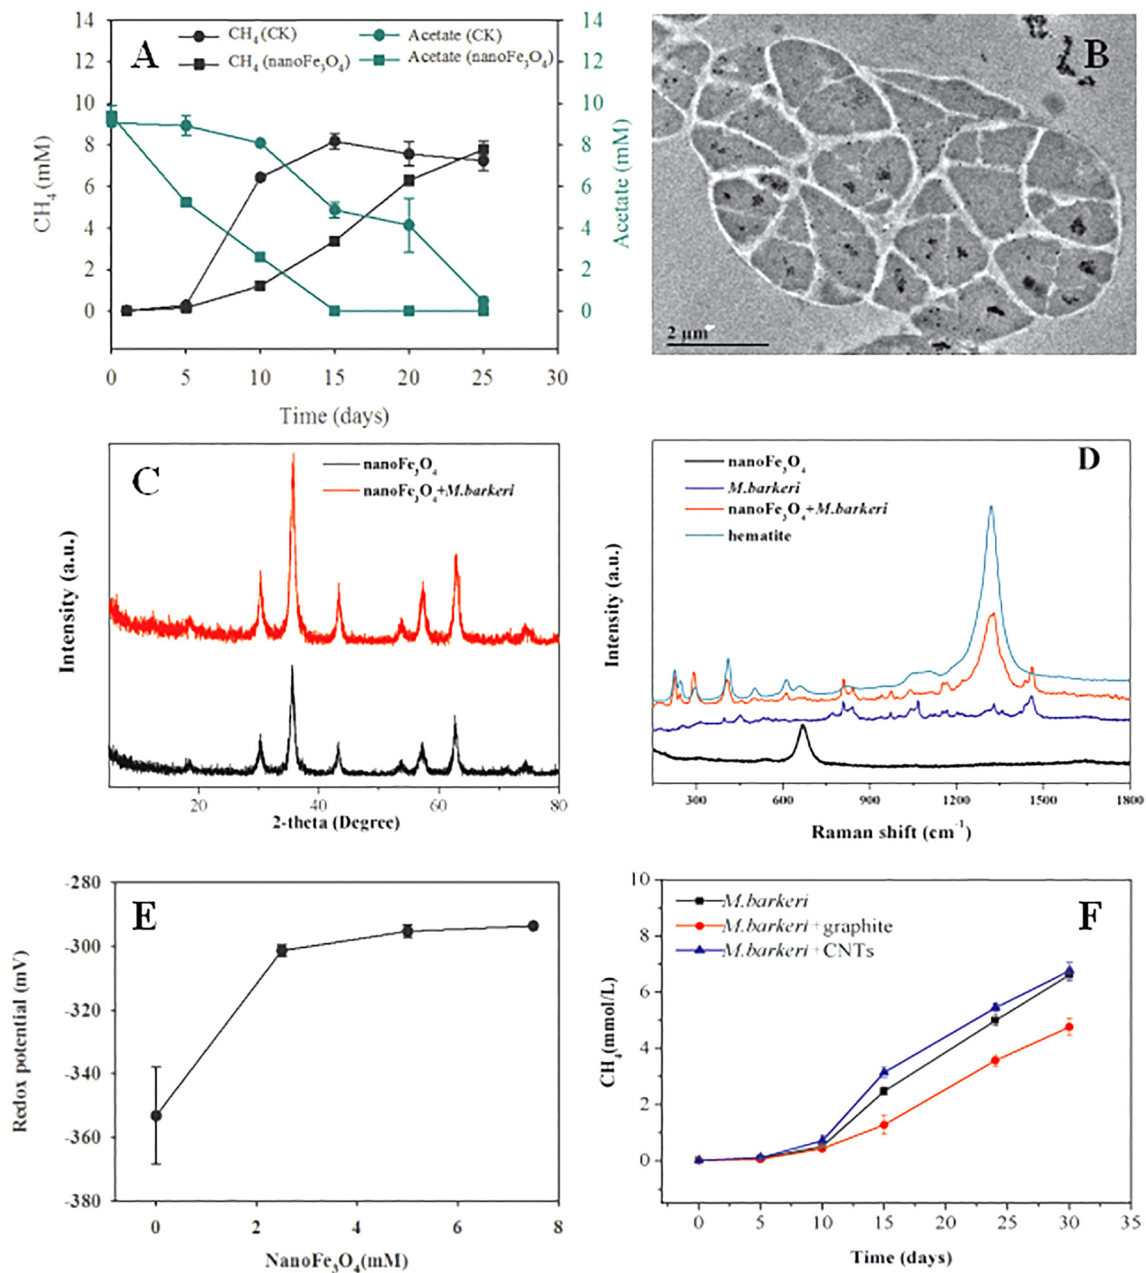 A
CH₄ (CK)
CH₄ (nanoFe₃O₄)
Acetate (CK)
Acetate (nanoFe₃O₄)
14
12
10
8
6
4
2
0
CH₄ (mM)
14
12
10
8
6
4
2
0
Acetate (mM)
0 5 10 15 20 25 30
Time (days)
B
2 µm
C
nanoFe₃O₄
nanoFe₃O₄+M.barkeri
Intensity (a.u.)
20 40 60 80
2-theta (Degree)
D
nanoFe₃O₄
M.barkeri
nanoFe₃O₄+M.barkeri
hematite
Intensity (a.u.)
300 600 900 1200 1500 1800
Raman shift (cm⁻¹)
E
-280
-300
-320
-340
-360
-380
Redox potential (mV)
0 2 4 6 8
NanoFe₃O₄(mM)
F
M.barkeri
M.barkeri+graphite
M.barkeri+CNTs
10
8
6
4
2
0
CH₄(mmol/L)
0 5 10 15 20 25 30 35
Time (days)